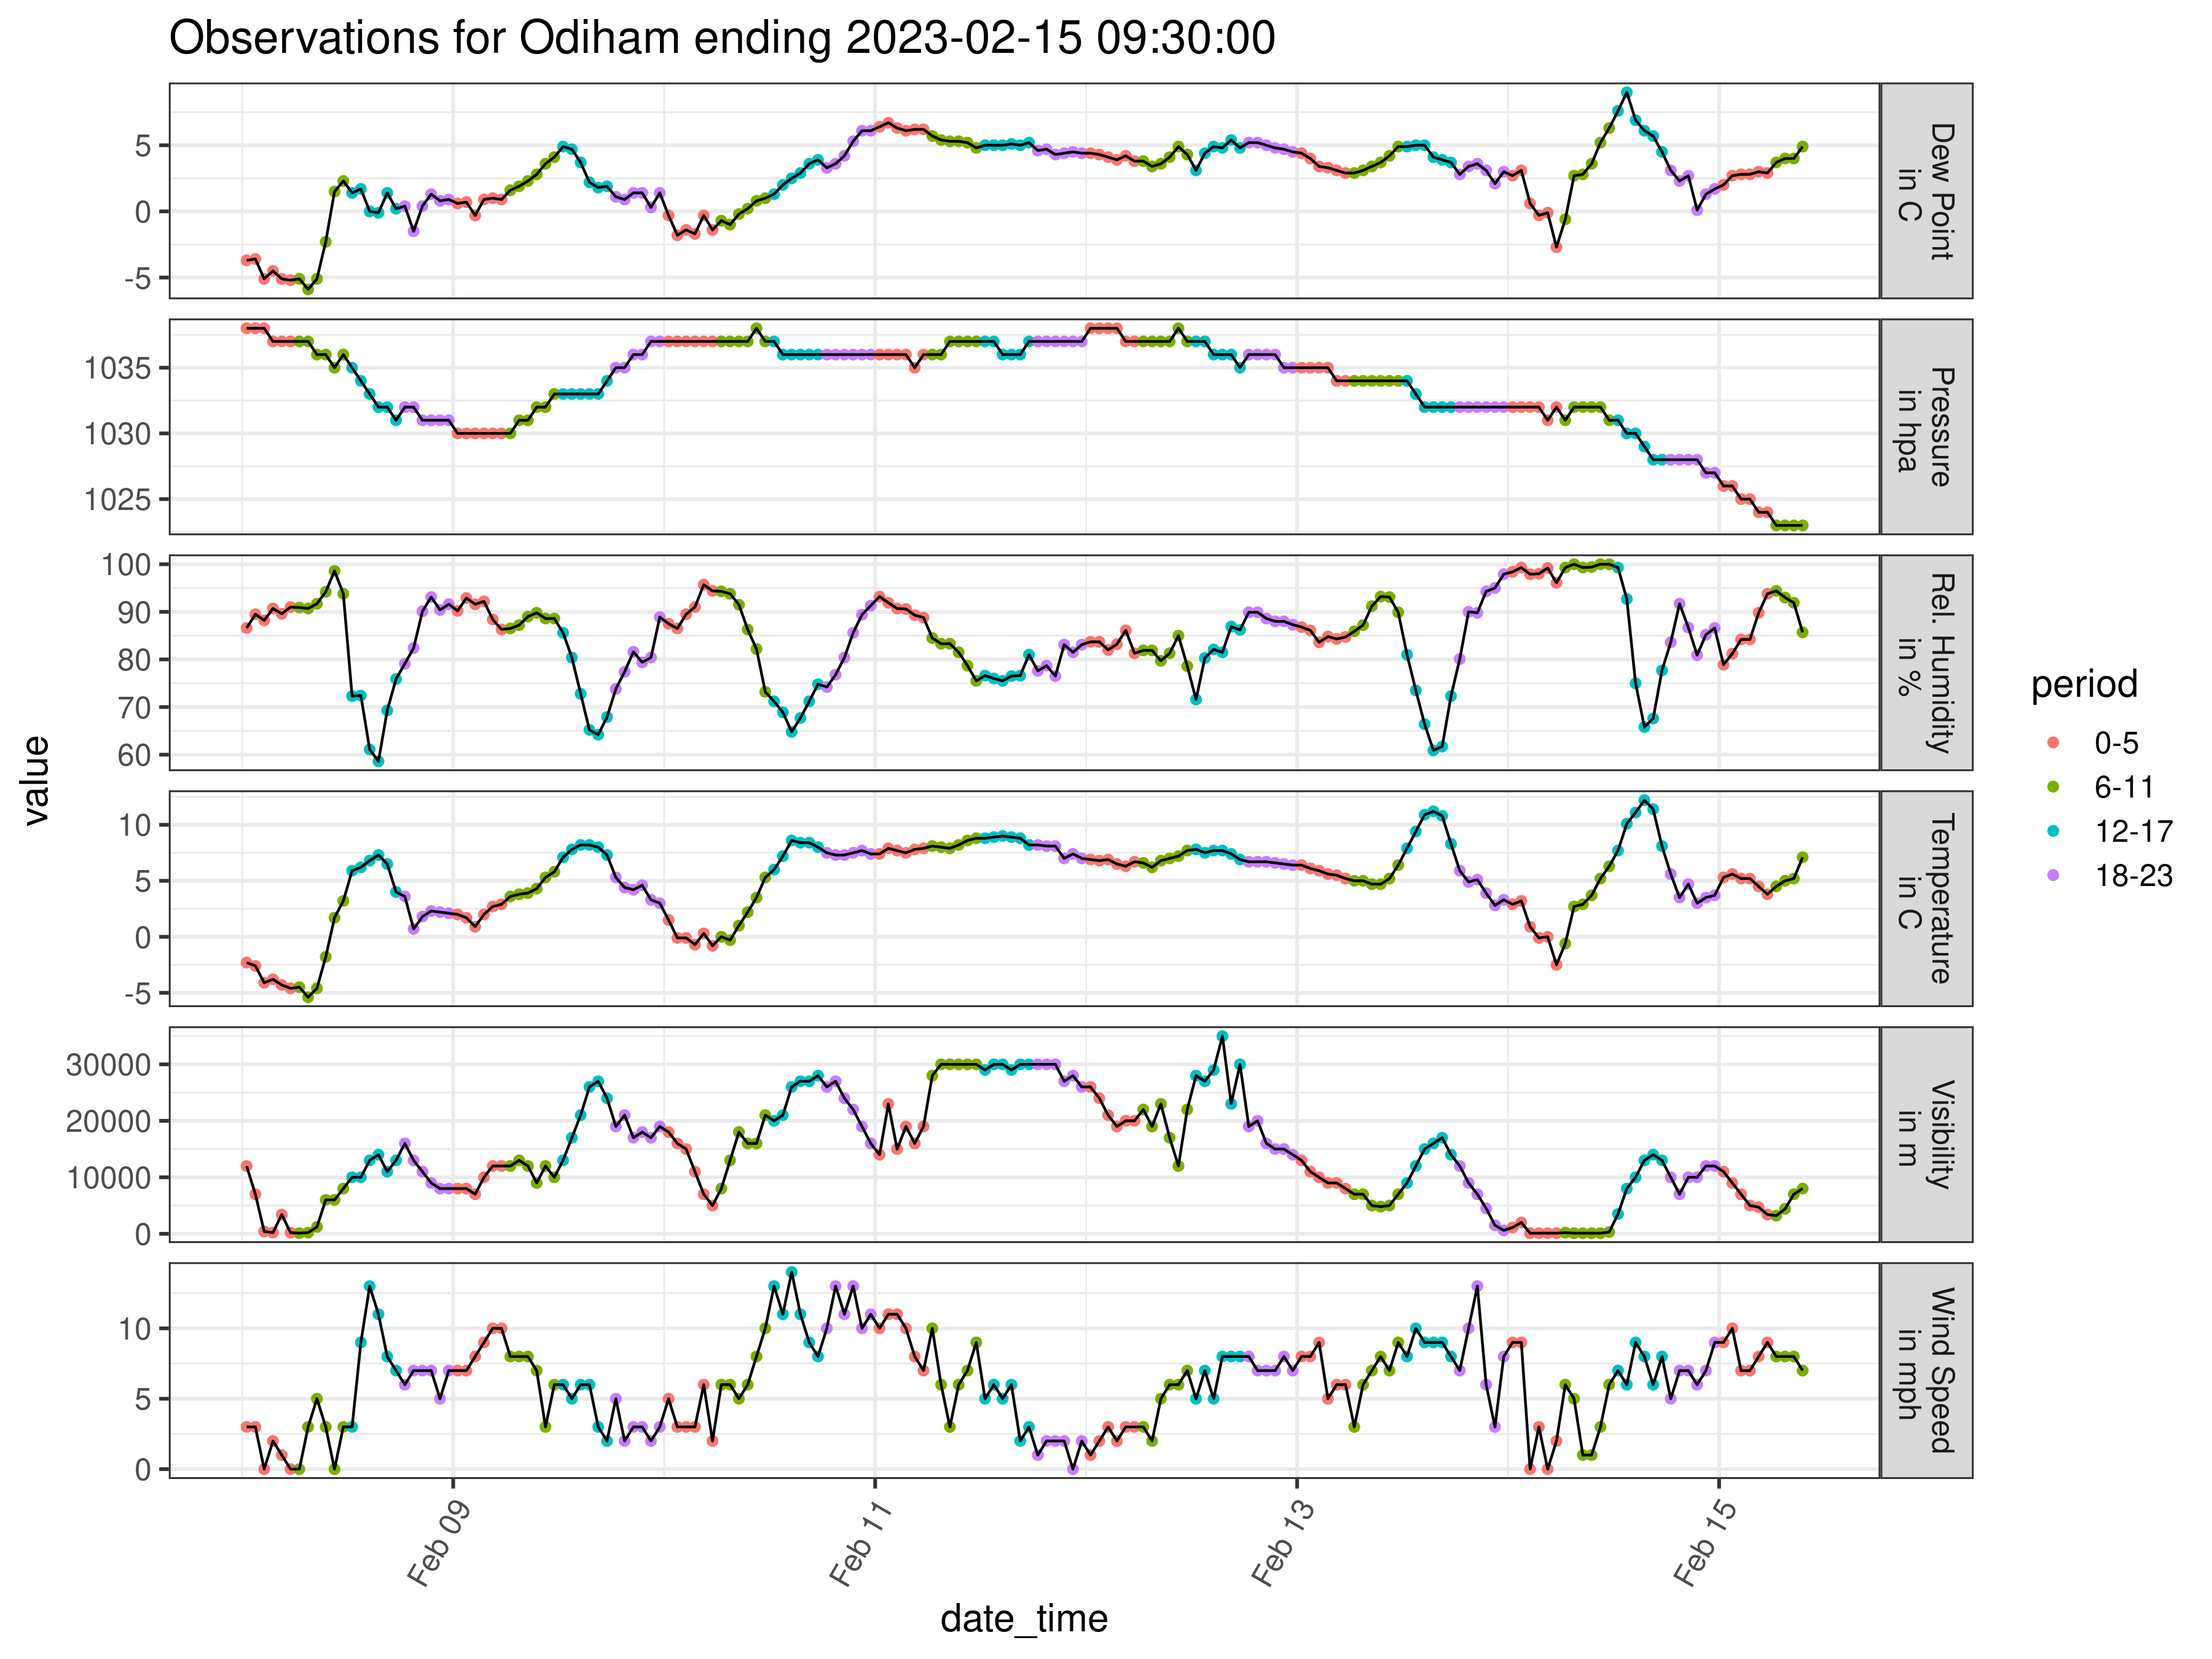 Observations for Odiham ending 2023-02-15 09:30:00
value
5
0
-5
Dew Point
in C
1035
1030
1025
Pressure
in hpa
100
90
80
70
60
Rel. Humidity
in %
10
5
0
-5
Temperature
in C
30000
20000
10000
0
Visibility
in m
10
5
0
Wind Speed
in mph
Feb 09
Feb 11
Feb 13
Feb 15
date_time
period
0-5
6-11
12-17
18-23